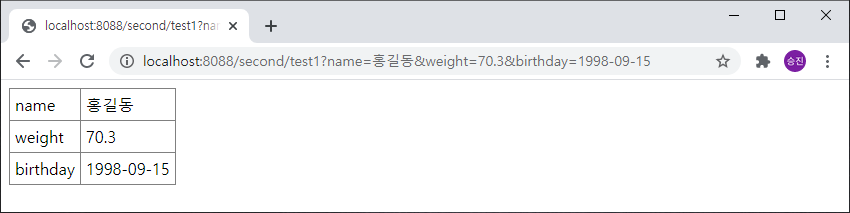 localhost:8088/second/test1?nar
localhost:8088/second/test1?name=홍길동&weight=70.3&birthday=1998-09-15
승진
name 홍길동
weight 70.3
birthday 1998-09-15